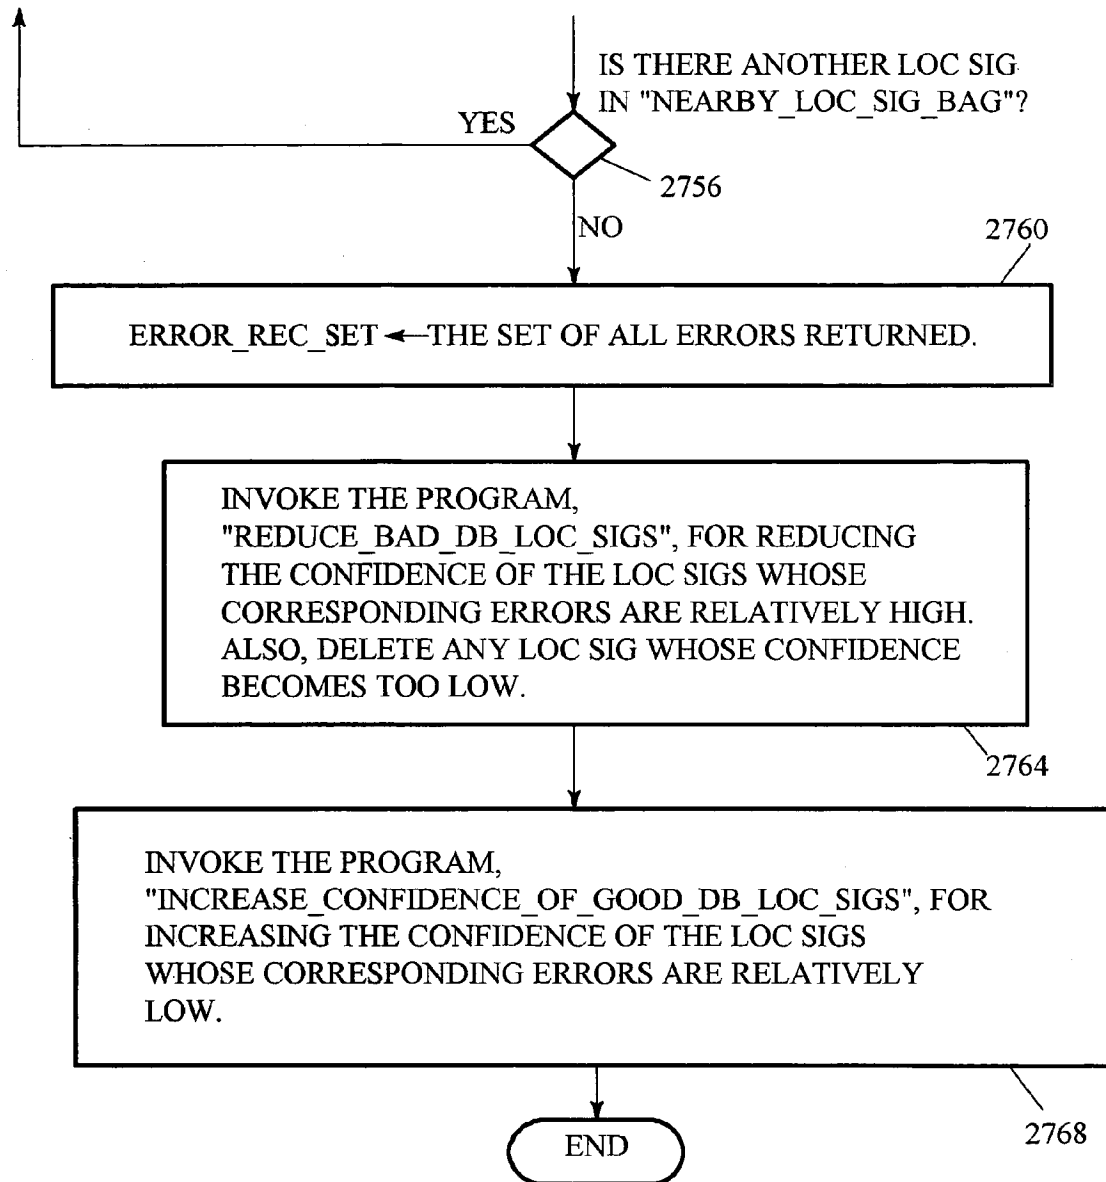 IS THERE ANOTHER LOC SIG
IN "NEARBY_LOC_SIG_BAG"?
YES
2756
NO
2760
ERROR_REC_SET ← THE SET OF ALL ERRORS RETURNED.
INVOKE THE PROGRAM,
"REDUCE_BAD_DB_LOC_SIGS", FOR REDUCING
THE CONFIDENCE OF THE LOC SIGS WHOSE
CORRESPONDING ERRORS ARE RELATIVELY HIGH.
ALSO, DELETE ANY LOC SIG WHOSE CONFIDENCE
BECOMES TOO LOW.
2764
INVOKE THE PROGRAM,
"INCREASE_CONFIDENCE_OF_GOOD_DB_LOC_SIGS", FOR
INCREASING THE CONFIDENCE OF THE LOC SIGS
WHOSE CORRESPONDING ERRORS ARE RELATIVELY
LOW.
2768
END